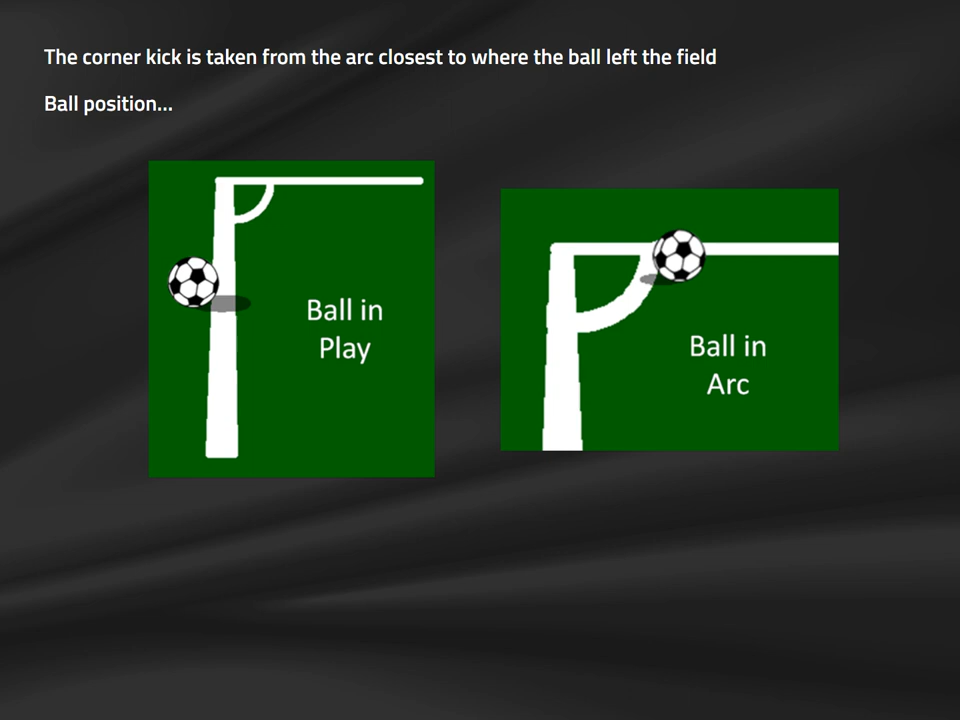 The corner kick is taken from the arc closest to where the ball left the field
Ball position...
Ball in
Play
Ball in
Arc